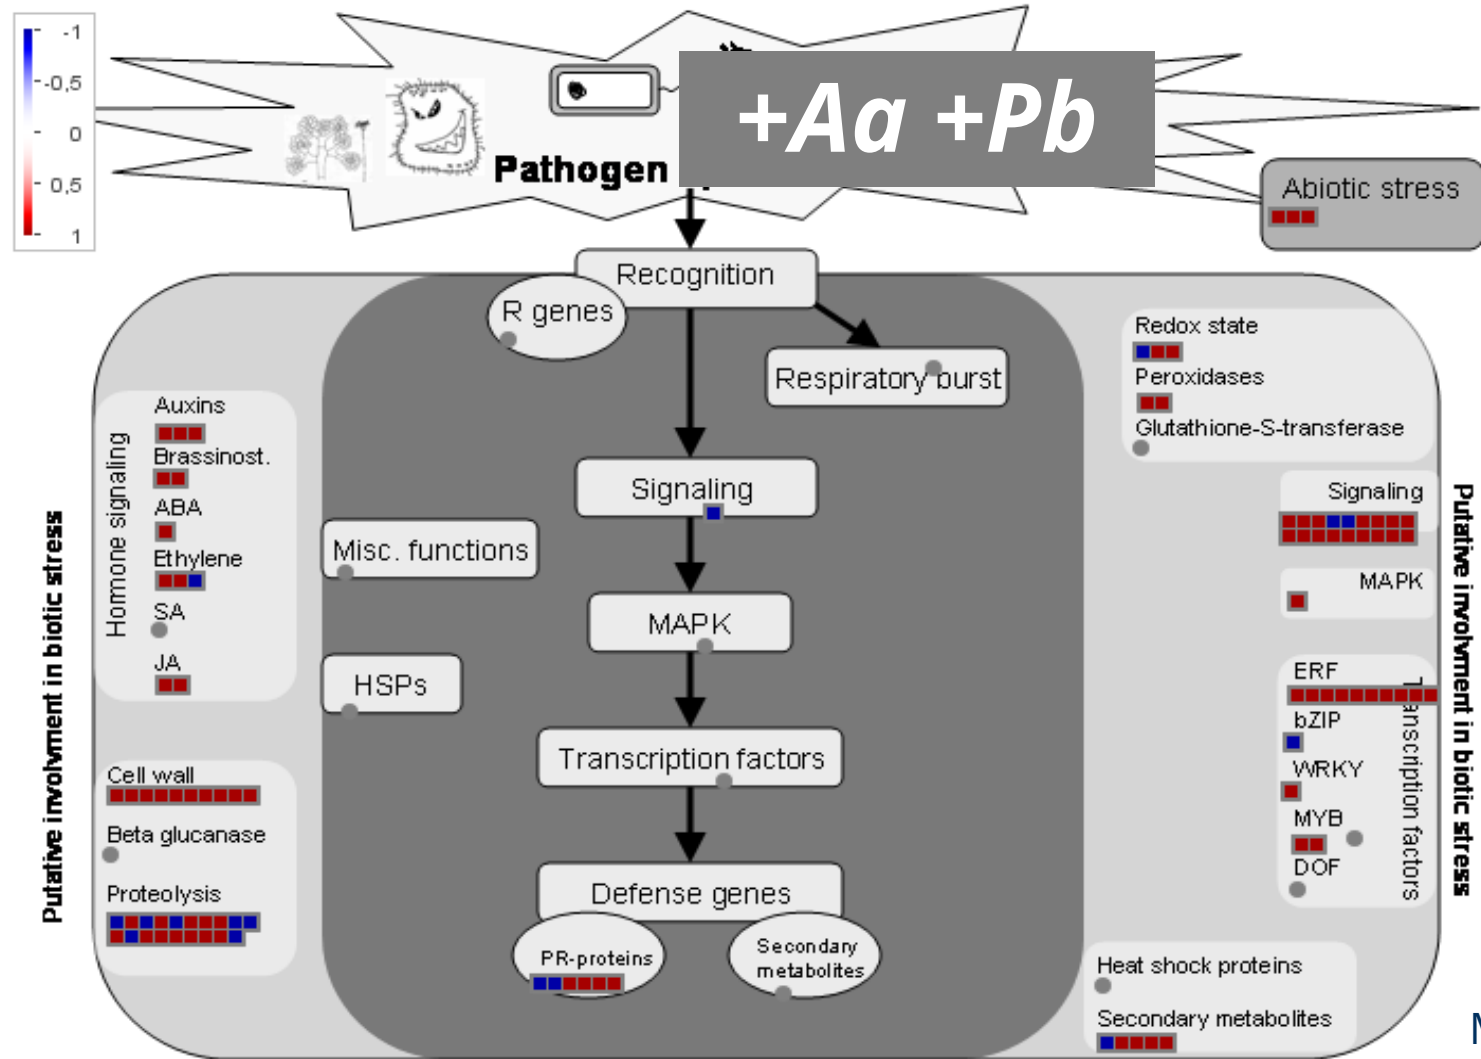 -1
-0.5
0
0,5
1
+Aa +Pb
Pathogen
Abiotic stress
Recognition
R genes
Respiratory burst
Redox state
Peroxidases
Glutathione-S-transferase
Hormone signaling
Auxins
Brassinost.
ABA
Ethylene
SA
JA
Signaling
Misc. functions
MAPK
HSPs
Transcription factors
Defense genes
PR-proteins
Secondary
metabolites
Putative involvment in biotic stress
Cell wall
Beta glucanase
Proteolysis
Signaling
MAPK
ERF
bZIP
WRKY
MYB
DOF
Transcription factors
Putative involvment in biotic stress
Heat shock proteins
Secondary metabolites